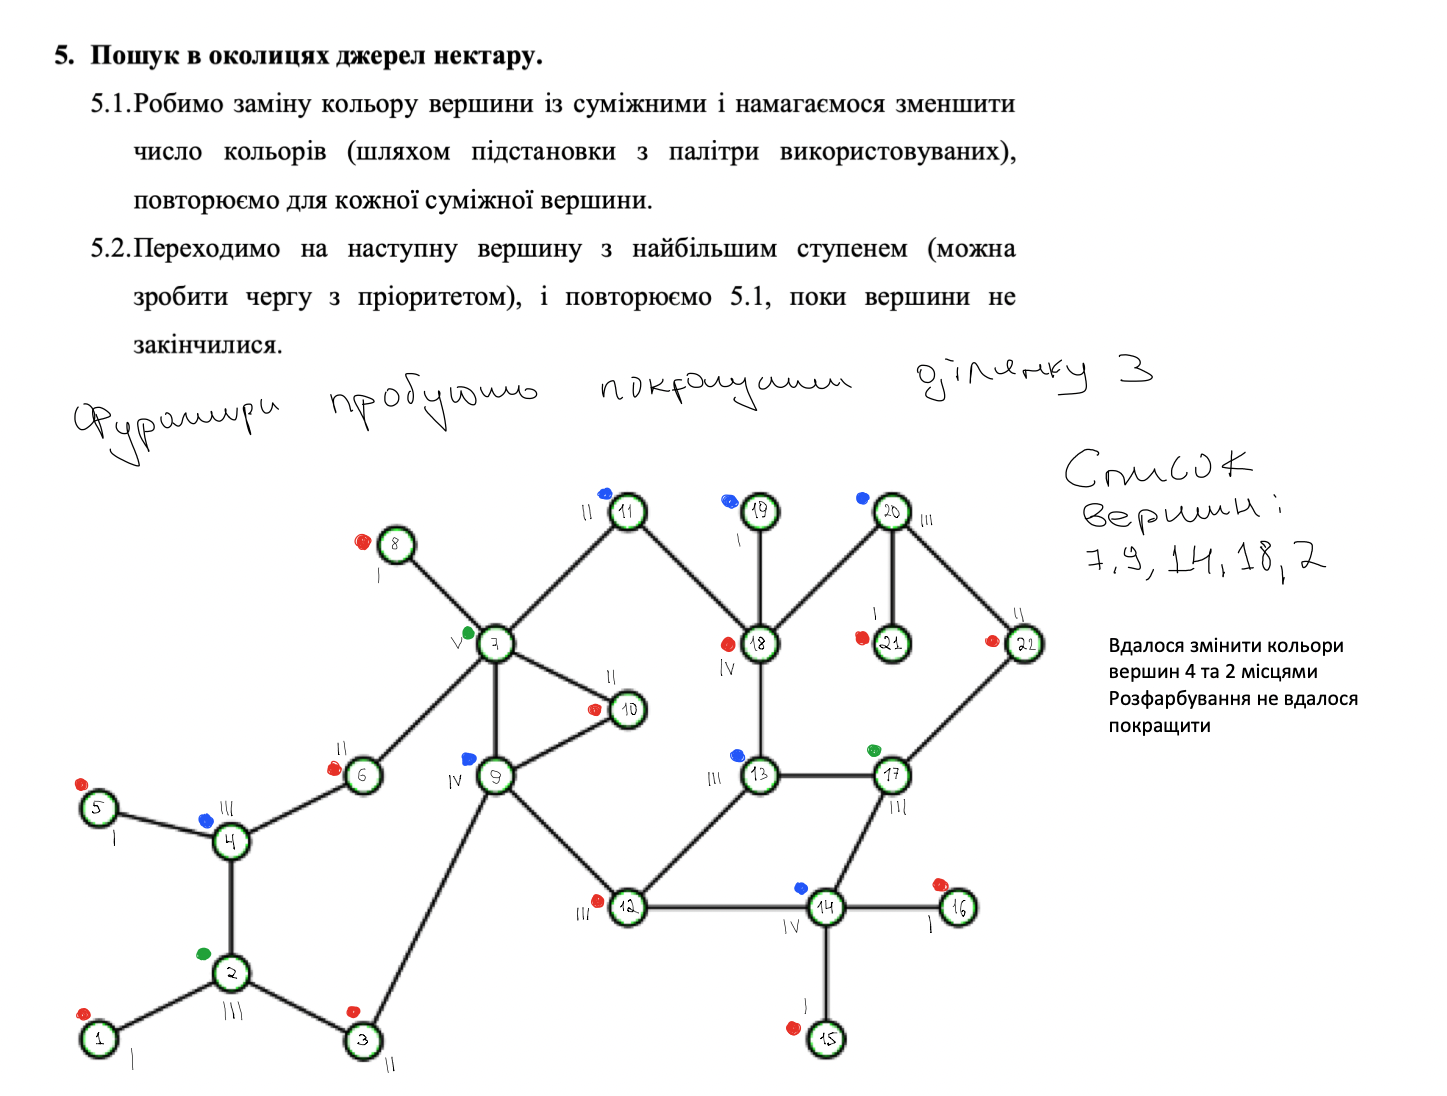 5. Пошук в околицях джерел нектару.
5.1.Робимо заміну кольору вершини із суміжними і намагаємося зменшити
число кольорів (шляхом підстановки з палітри використовуваних),
повторюємо для кожної суміжної вершини.
5.2.Переходимо на наступну вершину з найбільшим ступенем (можна
зробити чергу з пріоритетом), і повторюємо 5.1, поки вершини не
закінчилися.
Фуражири пробують покращити ділянку 3
Список
вершин:
7, 9, 14, 18, 2
11 II
19 I
20 III
8 I
7 V
18 IV
21 I
22 II
10 II
6 II
9 IV
13 III
17 III
5 I
4 III
12 III
14 IV
16 I
2 III
1 I
3 II
15 I
Вдалося змінити кольори
вершин 4 та 2 місцями
Розфарбування не вдалося
покращити